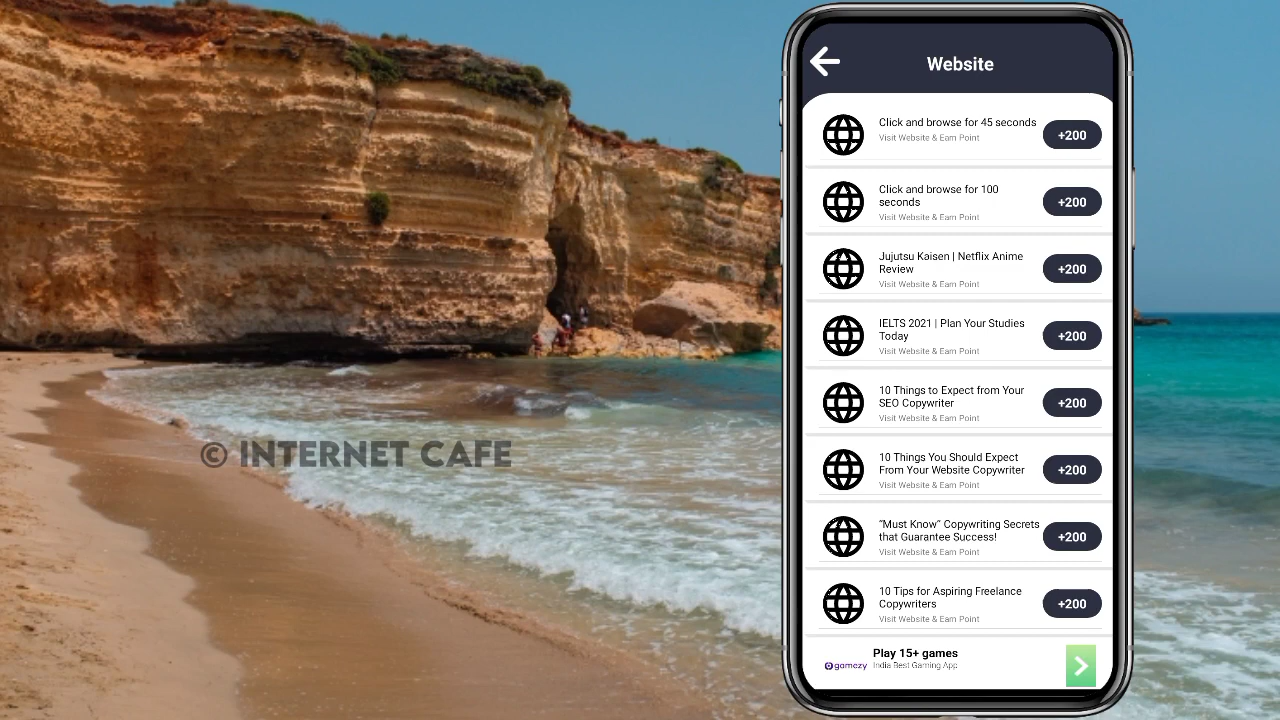 Website
Click and browse for 45 seconds
Visit Website & Earn Point
+200
Click and browse for 100
seconds
Visit Website & Earn Point
+200
Jujutsu Kaisen | Netflix Anime
Review
Visit Website & Earn Point
+200
IELTS 2021 | Plan Your Studies
Today
Visit Website & Earn Point
+200
10 Things to Expect from Your
SEO Copywriter
Visit Website & Earn Point
+200
© INTERNET CAFE
10 Things You Should Expect
From Your Website Copywriter
Visit Website & Earn Point
+200
"Must Know" Copywriting Secrets
that Guarantee Success!
Visit Website & Earn Point
+200
10 Tips for Aspiring Freelance
Copywriters
Visit Website & Earn Point
+200
gamezy
Play 15+ games
India Best Gaming App